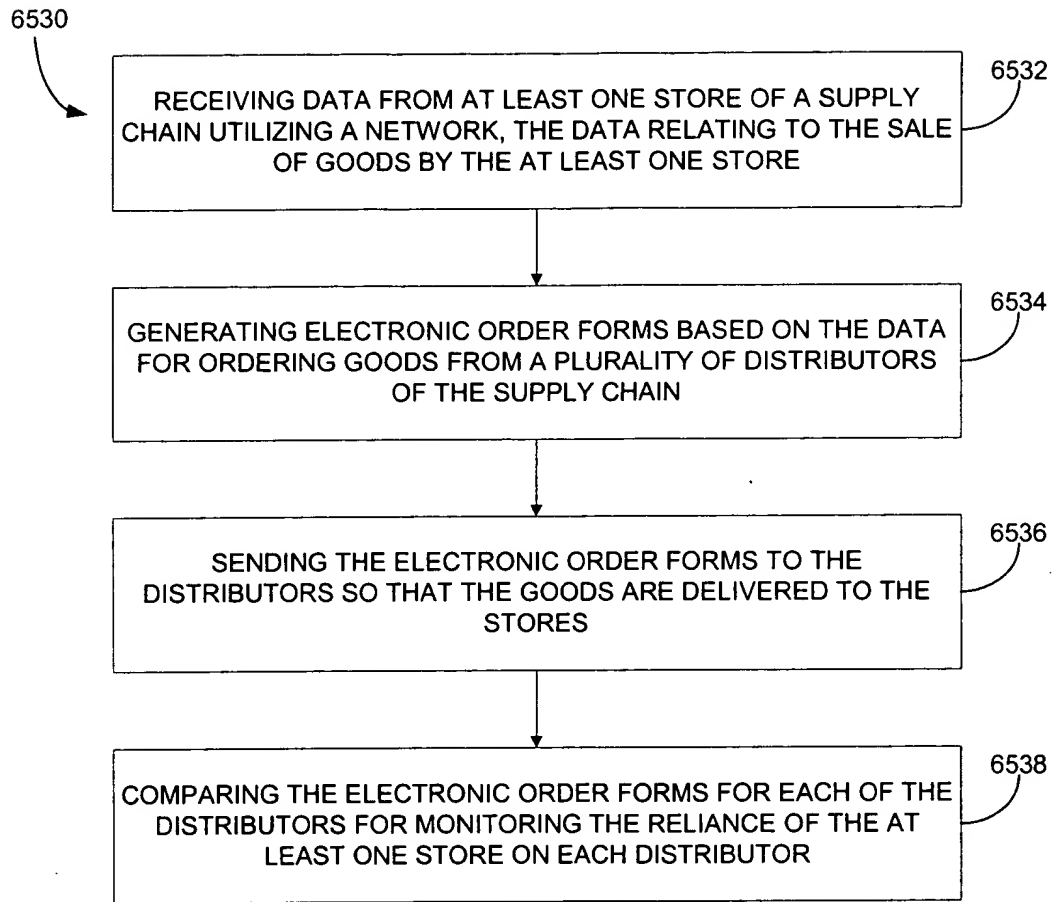 6530
6532
RECEIVING DATA FROM AT LEAST ONE STORE OF A SUPPLY
CHAIN UTILIZING A NETWORK, THE DATA RELATING TO THE SALE
OF GOODS BY THE AT LEAST ONE STORE
6534
GENERATING ELECTRONIC ORDER FORMS BASED ON THE DATA
FOR ORDERING GOODS FROM A PLURALITY OF DISTRIBUTORS
OF THE SUPPLY CHAIN
6536
SENDING THE ELECTRONIC ORDER FORMS TO THE
DISTRIBUTORS SO THAT THE GOODS ARE DELIVERED TO THE
STORES
6538
COMPARING THE ELECTRONIC ORDER FORMS FOR EACH OF THE
DISTRIBUTORS FOR MONITORING THE RELIANCE OF THE AT
LEAST ONE STORE ON EACH DISTRIBUTOR